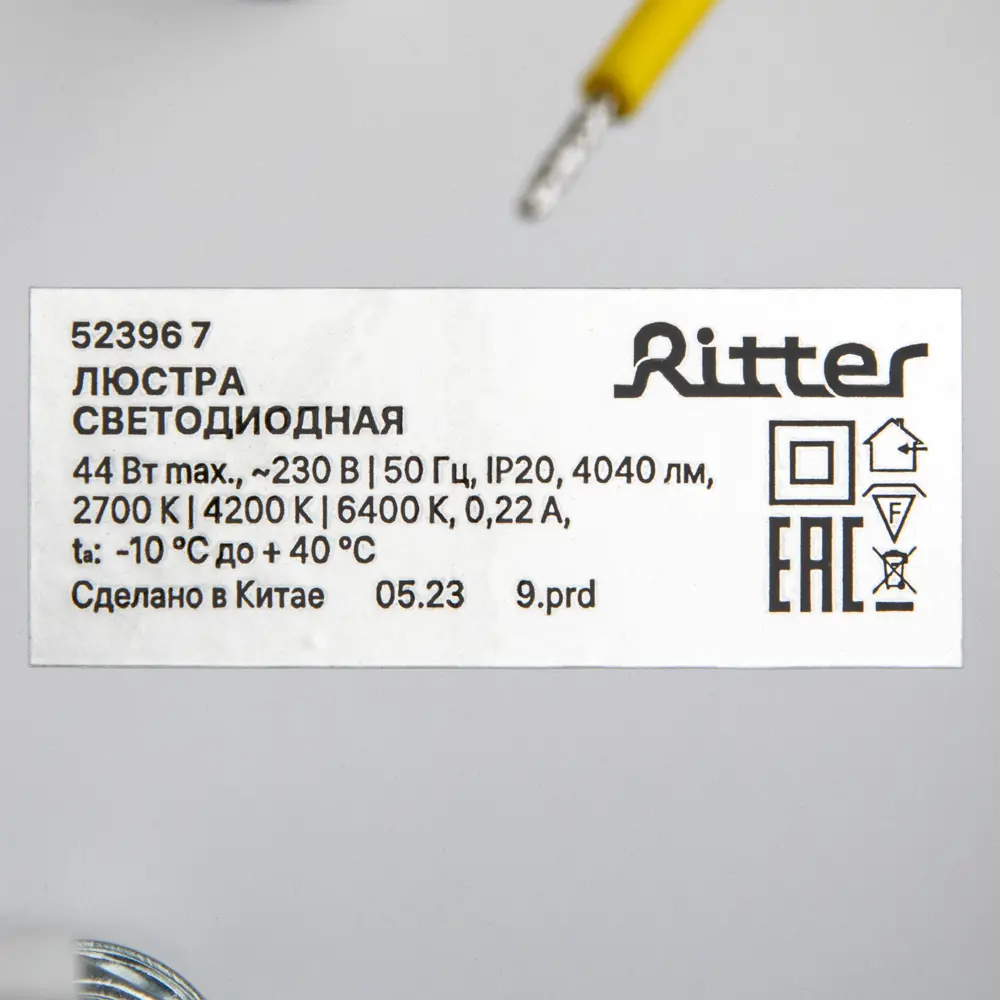 52396 7
Ritter
ЛЮСТРА
СВЕТОДИОДНАЯ
44 Вт max., ~230 В | 50 Гц, IP20, 4040 лм,
2700 К | 4200 К | 6400 К, 0,22 А,
ta: -10 °C до + 40 °C
Сделано в Китае 05.23 9.prd
F
EAC